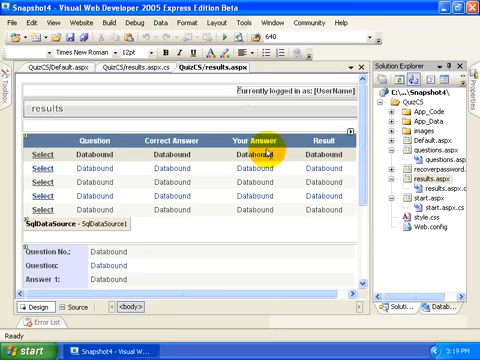 Snapshot4 - Visual Web Developer 2005 Express Edition Beta
File Edit View Website Build Debug Data Format Layout Tools Window Community Help
640
Times New Roman 12pt B I U A
QuizCS/Default.aspx QuizCS/results.aspx.cs QuizCS/results.aspx
Toolbox
Currently logged in as: [UserName]
results
Question Correct Answer Your Answer Result
Select Databound Databound Databound Databound
Select Databound Databound Databound Databound
Select Databound Databound Databound Databound
Select Databound Databound Databound Databound
Select Databound Databound Databound Databound
SqlDataSource - SqlDataSource1
Question No.: Databound
Question: Databound
Answer 1: Databound
Design Source <body>
Error List
Solution Explorer
C:\...\Snapshot4\
QuizCS
App_Code
App_Data
images
Default.aspx
questions.aspx
questions.asp
recoverpassword.
results.aspx
results.aspx.c
start.aspx
start.aspx.cs
style.css
Web.config
Soluti... Datab...
Properties
Ready
start Snapshot4 - Visual W... 3:19 PM